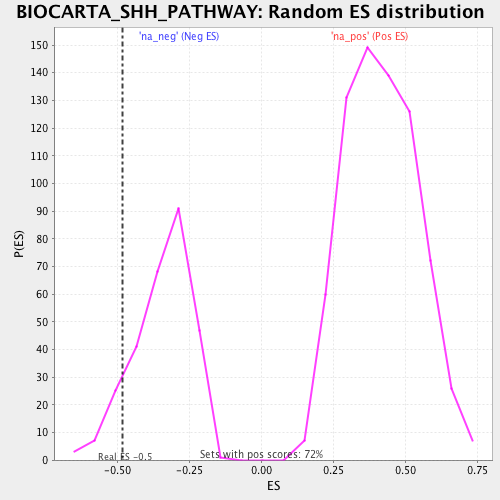 BIOCARTA_SHH_PATHWAY: Random ES distribution
'na_neg' (Neg ES)
'na_pos' (Pos ES)
150
140
130
120
110
100
90
80
70
60
50
40
30
20
10
0
P(ES)
Real ES -0.5
Sets with pos scores: 72%
-0.50 -0.25 0.00 0.25 0.50 0.75
ES